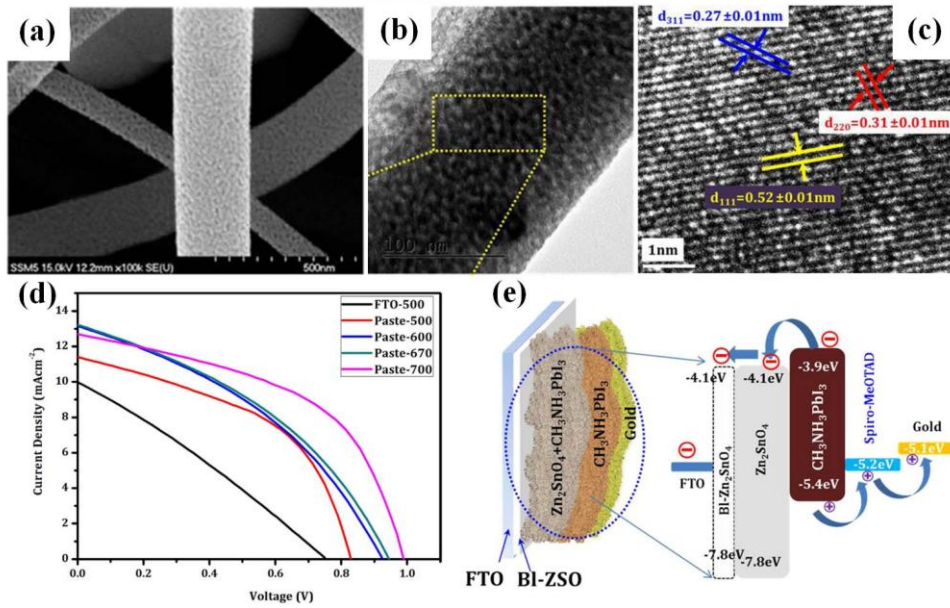 (a)
SSM5 15.0kV 12.2mm x100k SE(U)
500nm
(b)
100 nm
(c)
d311=0.27 ±0.01nm
d220=0.31 ±0.01nm
d111=0.52 ±0.01nm
1nm
(d)
Current Density (mAcm-2)
14
12
10
8
6
4
2
0
0.0
0.2
0.4
0.6
0.8
1.0
Voltage (V)
FTO-500
Paste-500
Paste-600
Paste-670
Paste-700
(e)
Zn2SnO4+CH3NH3PbI3
CH3NH3PbI3
Gold
FTO
Bl-ZSO
FTO
-4.1eV
Bl-Zn2SnO4
-7.8eV
-4.1eV
Zn2SnO4
-7.8eV
-3.9eV
CH3NH3PbI3
-5.4eV
Spiro-MeOTAD
-5.2eV
Gold
-5.1eV